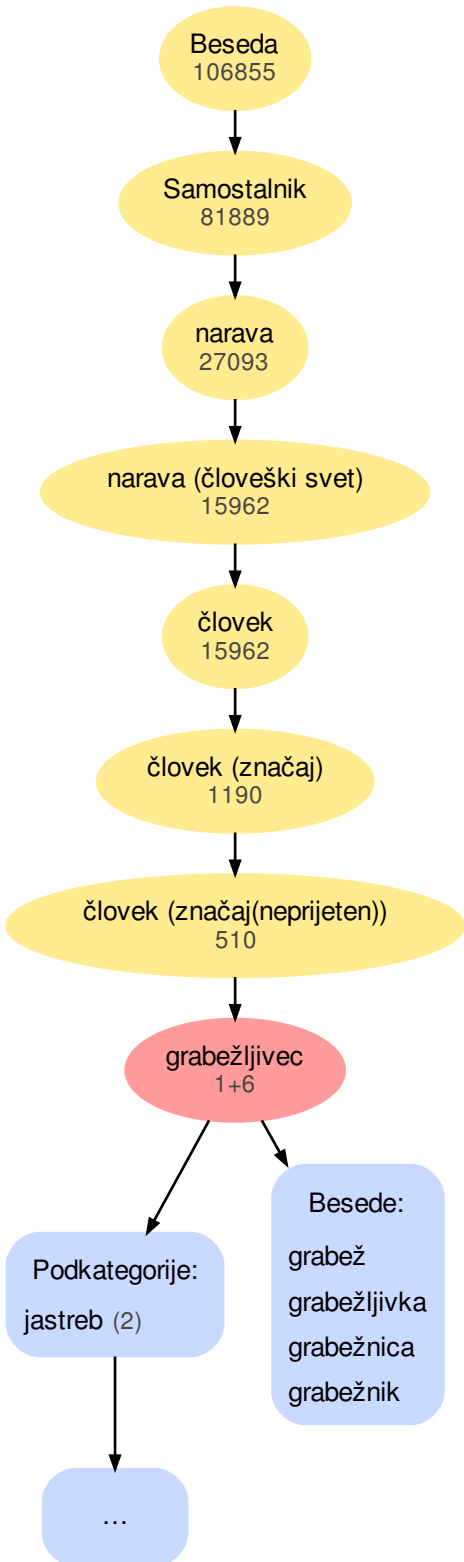 Beseda
106855
Samostalnik
81889
narava
27093
narava (človeški svet)
15962
človek
15962
človek (značaj)
1190
človek (značaj(neprijeten))
510
grabežljivec
1+6
Podkategorije:
jastreb (2)
...
Besede:
grabež
grabežljivka
grabežnica
grabežnik